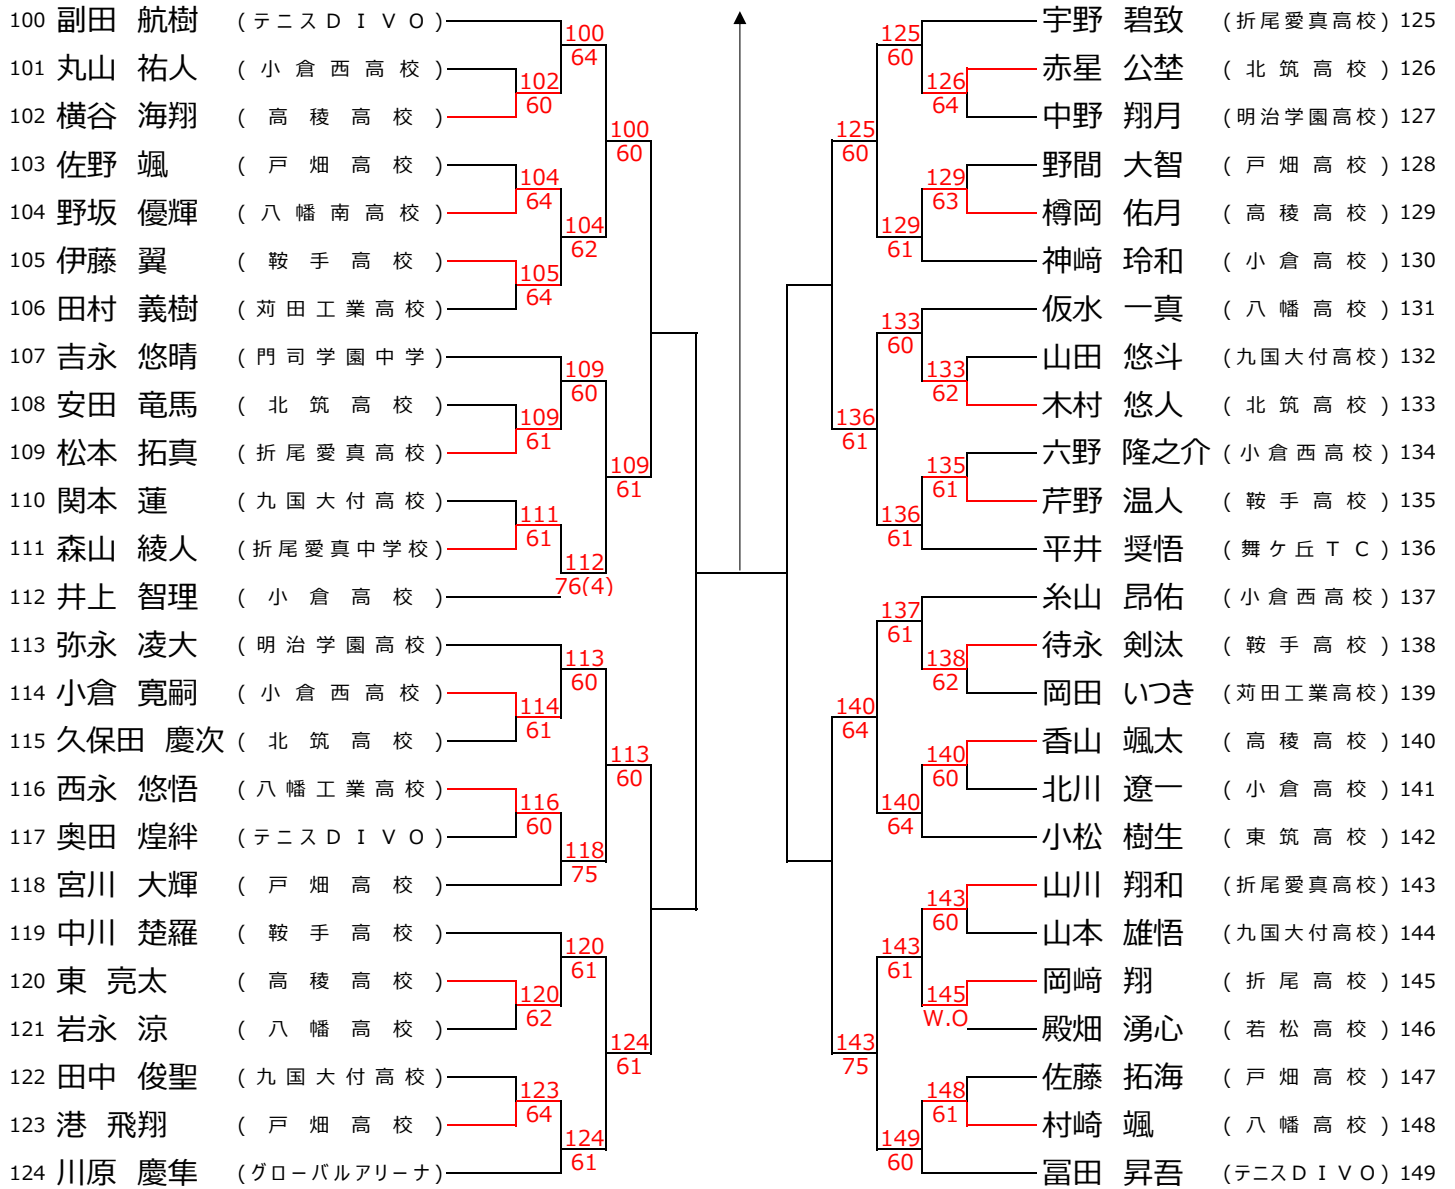 100 副田 航樹 (テニスＤＩＶＯ)
101 丸山 祐人 (小倉西高校)
102 横谷 海翔 (高稜高校)
103 佐野 颯 (戸畑高校)
104 野坂 優輝 (八幡南高校)
105 伊藤 翼 (鞍手高校)
106 田村 義樹 (苅田工業高校)
107 吉永 悠晴 (門司学園中学)
108 安田 竜馬 (北筑高校)
109 松本 拓真 (折尾愛真高校)
110 関本 蓮 (九国大付高校)
111 森山 綾人 (折尾愛真中学校)
112 井上 智理 (小倉高校)
113 弥永 凌大 (明治学園高校)
114 小倉 寛嗣 (小倉西高校)
115 久保田 慶次 (北筑高校)
116 西永 悠悟 (八幡工業高校)
117 奥田 煌絆 (テニスＤＩＶＯ)
118 宮川 大輝 (戸畑高校)
119 中川 楚羅 (鞍手高校)
120 東 亮太 (高稜高校)
121 岩永 涼 (八幡高校)
122 田中 俊聖 (九国大付高校)
123 港 飛翔 (戸畑高校)
124 川原 慶隼 (グローバルアリーナ)
102
60
104
64
105
64
109
61
111
61
114
61
116
60
120
62
123
64
100
64
104
62
109
60
112
76(4)
113
60
118
75
120
61
124
61
100
60
109
61
113
60
124
61
125
60
136
61
140
64
143
75
125
60
129
61
133
60
136
61
137
61
140
64
143
61
149
60
126
64
129
63
133
62
135
61
138
62
140
60
143
60
145
W.O
148
61
宇野 碧致 (折尾愛真高校) 125
赤星 公埜 (北筑高校) 126
中野 翔月 (明治学園高校) 127
野間 大智 (戸畑高校) 128
樽岡 佑月 (高稜高校) 129
神﨑 玲和 (小倉高校) 130
仮水 一真 (八幡高校) 131
山田 悠斗 (九国大付高校) 132
木村 悠人 (北筑高校) 133
六野 隆之介 (小倉西高校) 134
芹野 温人 (鞍手高校) 135
平井 奨悟 (舞ケ丘ＴＣ) 136
糸山 昂佑 (小倉西高校) 137
待永 剣汰 (鞍手高校) 138
岡田 いつき (苅田工業高校) 139
香山 颯太 (高稜高校) 140
北川 遼一 (小倉高校) 141
小松 樹生 (東筑高校) 142
山川 翔和 (折尾愛真高校) 143
山本 雄悟 (九国大付高校) 144
岡﨑 翔 (折尾高校) 145
殿畑 湧心 (若松高校) 146
佐藤 拓海 (戸畑高校) 147
村崎 颯 (八幡高校) 148
冨田 昇吾 (テニスＤＩＶＯ) 149